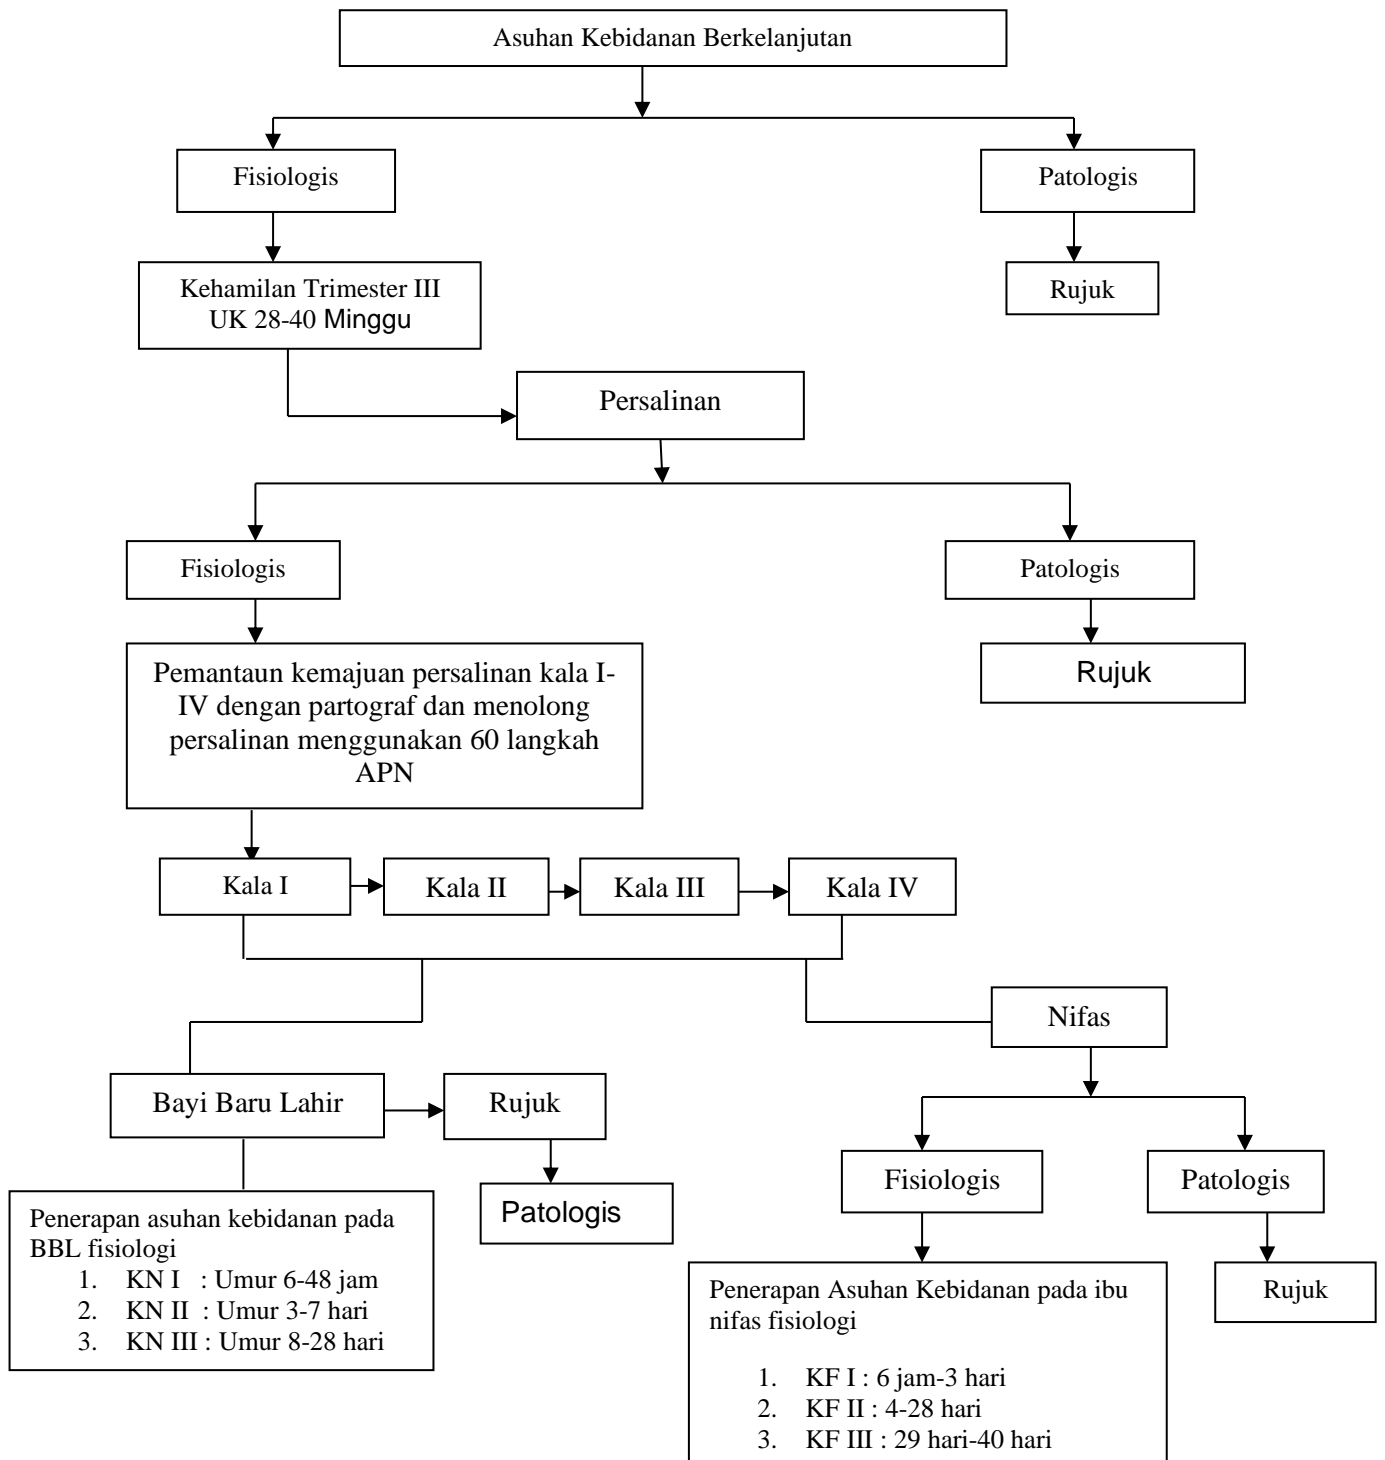 Asuhan Kebidanan Berkelanjutan
Fisiologis
Patologis
Kehamilan Trimester III
UK 28-40 Minggu
Rujuk
Persalinan
Fisiologis
Patologis
Pemantaun kemajuan persalinan kala I-
IV dengan partograf dan menolong
persalinan menggunakan 60 langkah
APN
Rujuk
Kala I
Kala II
Kala III
Kala IV
Nifas
Bayi Baru Lahir
Rujuk
Patologis
Fisiologis
Patologis
Penerapan asuhan kebidanan pada
BBL fisiologi
1. KN I : Umur 6-48 jam
2. KN II : Umur 3-7 hari
3. KN III : Umur 8-28 hari
Penerapan Asuhan Kebidanan pada ibu
nifas fisiologi
1. KF I : 6 jam-3 hari
2. KF II : 4-28 hari
3. KF III : 29 hari-40 hari
Rujuk